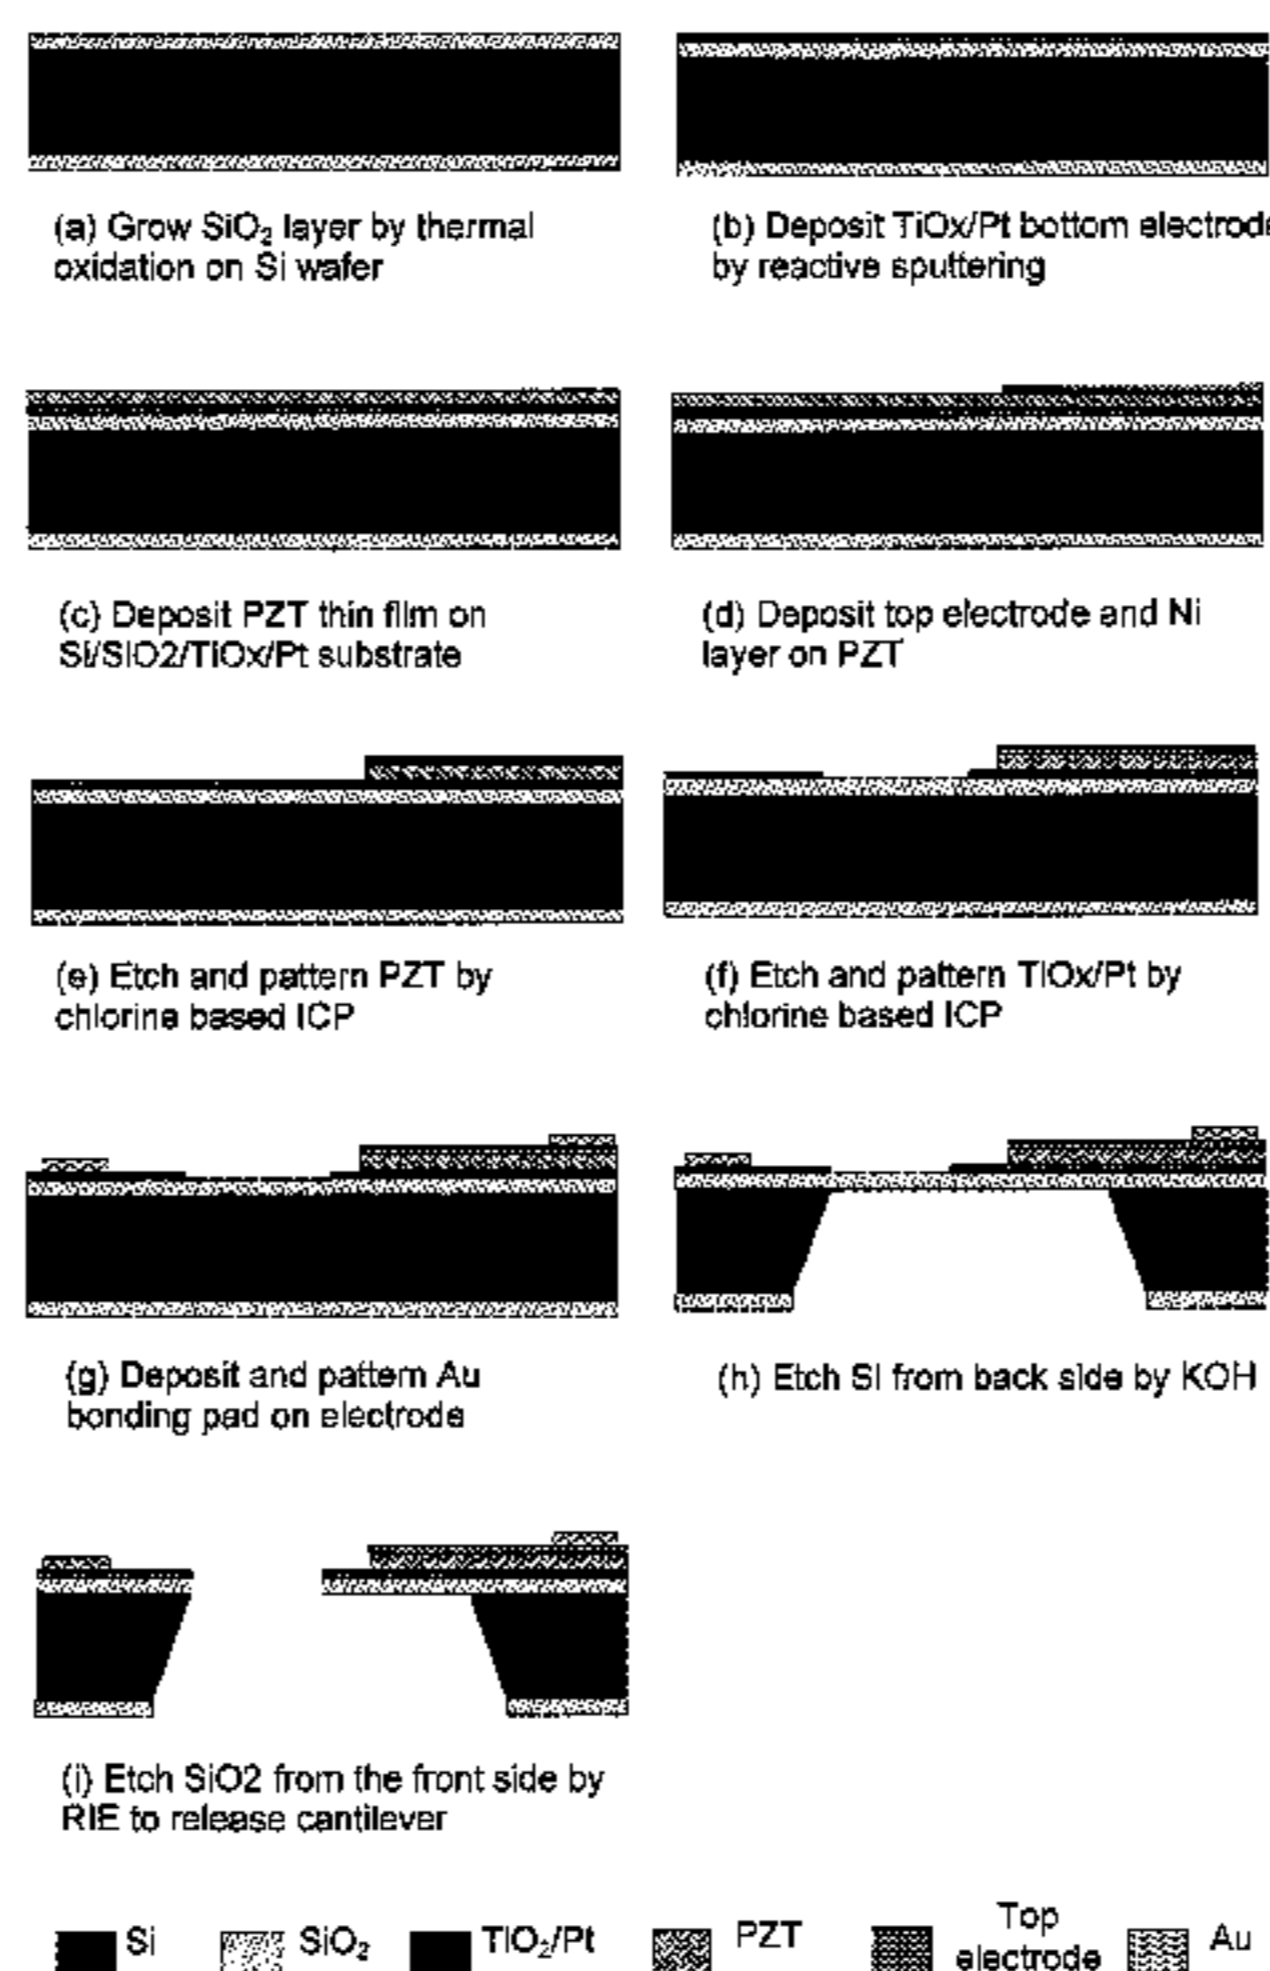 (a) Grow SiO₂ layer by thermal
oxidation on Si wafer
(b) Deposit TiOx/Pt bottom electrode
by reactive sputtering
(c) Deposit PZT thin film on
Si/SiO2/TiOx/Pt substrate
(d) Deposit top electrode and Ni
layer on PZT
(e) Etch and pattern PZT by
chlorine based ICP
(f) Etch and pattern TiOx/Pt by
chlorine based ICP
(g) Deposit and pattern Au
bonding pad on electrode
(h) Etch Si from back side by KOH
(i) Etch SiO2 from the front side by
RIE to release cantilever
Si
SiO₂
TiO₂/Pt
PZT
Top
electrode
Au